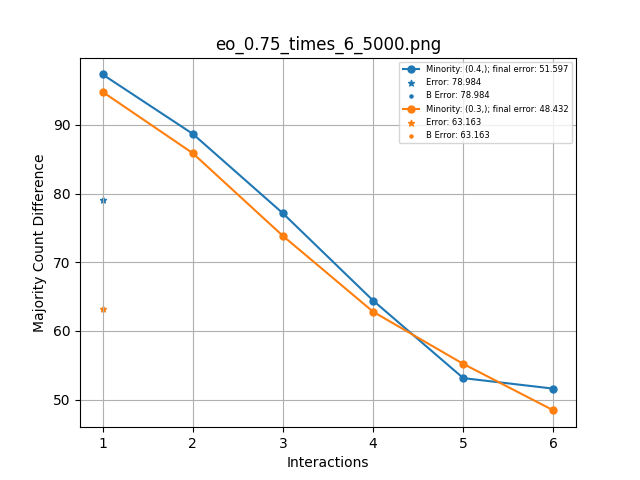 eo_0.75_times_6_5000.png
Minority: (0.4,); final error: 51.597
Error: 78.984
B Error: 78.984
Minority: (0.3,); final error: 48.432
Error: 63.163
B Error: 63.163
Majority Count Difference
90
80
70
60
50
1 2 3 4 5 6
Interactions